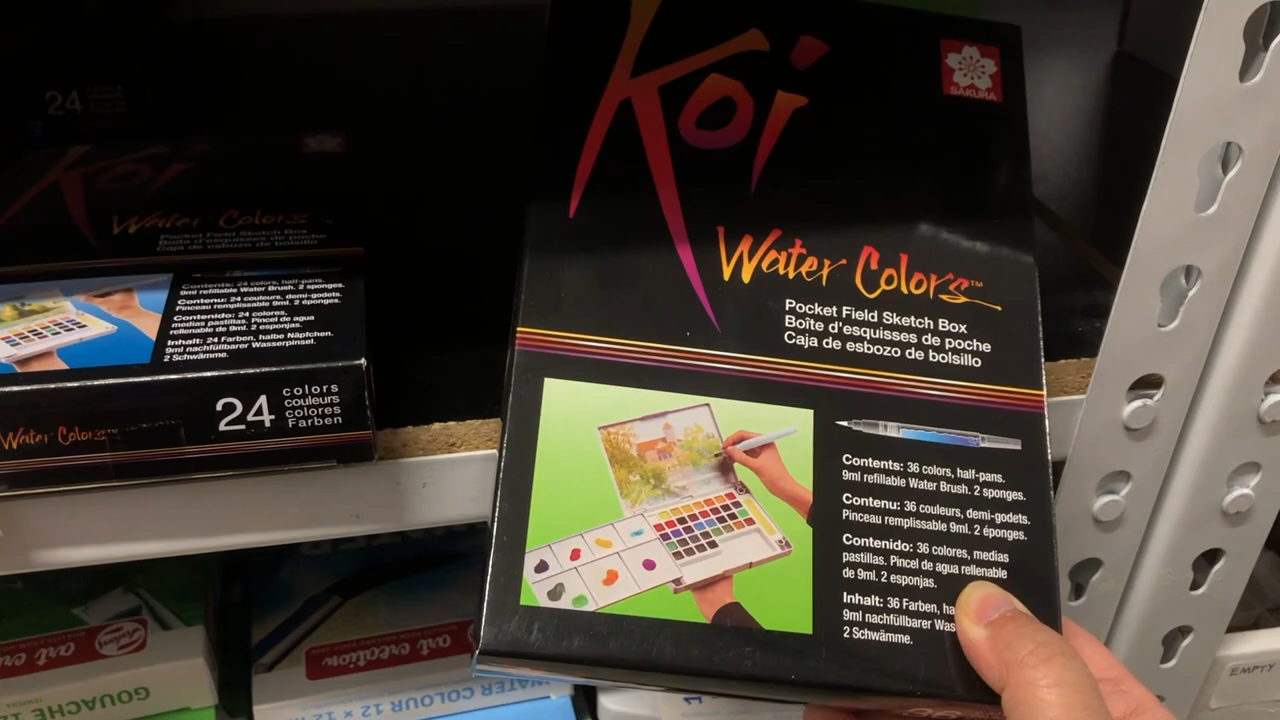 24
Koi
Water Colors
Pocket Field Sketch Box
Boîte d'esquisses de poche
Caja de esbozo de bolsillo
Contents: 24 colors, half-pans.
9ml refillable Water Brush. 2 sponges.
Contenu: 24 couleurs, demi-godets.
Pinceau remplissable 9ml. 2 éponges.
Contenido: 24 colores,
medias pastillas. Pincel de agua
rellenable de 9ml. 2 esponjas.
Inhalt: 24 Farben, halbe Näpfchen.
9ml nachfüllbarer Wasserpinsel.
2 Schwämme.
Water Colors
24
colors
couleurs
colores
Farben
Koi
SAKURA
Water Colors™
Pocket Field Sketch Box
Boîte d'esquisses de poche
Caja de esbozo de bolsillo
Contents: 36 colors, half-pans.
9ml refillable Water Brush. 2 sponges.
Contenu: 36 couleurs, demi-godets.
Pinceau remplissable 9ml. 2 éponges.
Contenido: 36 colores, medias
pastillas. Pincel de agua rellenable
de 9ml. 2 esponjas.
Inhalt: 36 Farben, ha
9ml nachfüllbarer Was
2 Schwämme.
talens
art creation
GOUACHE 12
art creation
WATER COLOUR 12 x 12
EMPTY